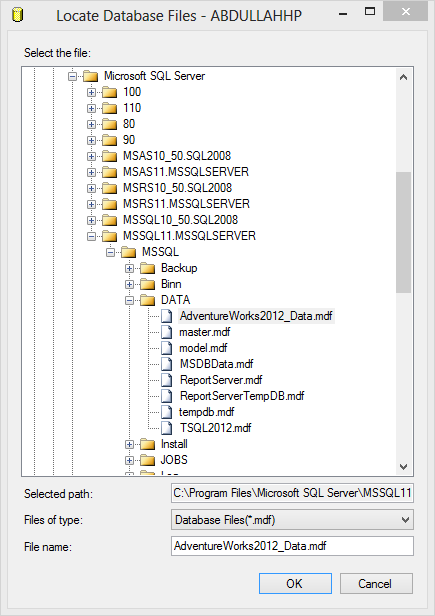 Locate Database Files - ABDULLAHHP
Select the file:
Microsoft SQL Server
100
110
80
90
MSAS10_50.SQL2008
MSAS11.MSSQLSERVER
MSRS10_50.SQL2008
MSRS11.MSSQLSERVER
MSSQL10_50.SQL2008
MSSQL11.MSSQLSERVER
MSSQL
Backup
Binn
DATA
AdventureWorks2012_Data.mdf
master.mdf
model.mdf
MSDBData.mdf
ReportServer.mdf
ReportServerTempDB.mdf
tempdb.mdf
TSQL2012.mdf
Install
JOBS
Selected path: C:\Program Files\Microsoft SQL Server\MSSQL11
Files of type: Database Files(*.mdf)
File name: AdventureWorks2012_Data.mdf
OK Cancel